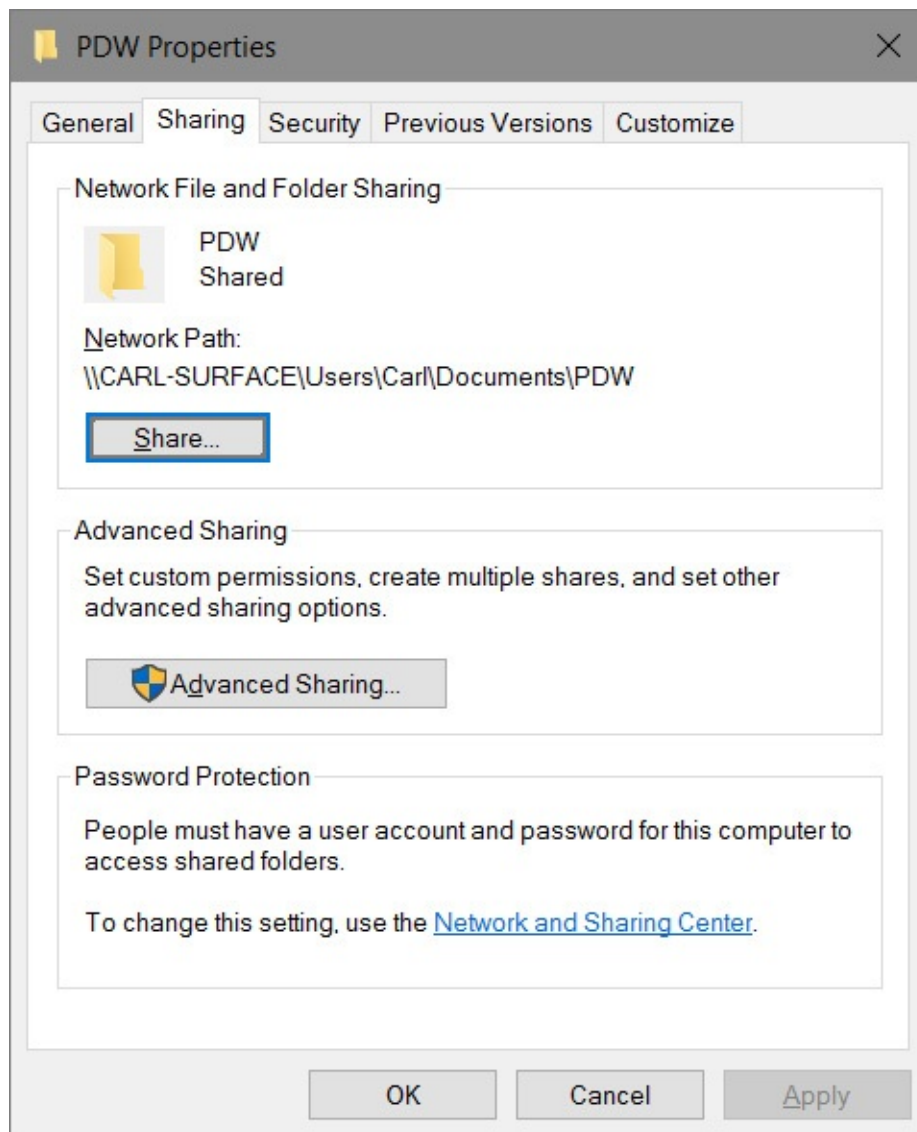 PDW Properties
General Sharing Security Previous Versions Customize
Network File and Folder Sharing
PDW
Shared
Network Path:
\\CARL-SURFACE\Users\Carl\Documents\PDW
Share...
Advanced Sharing
Set custom permissions, create multiple shares, and set other
advanced sharing options.
Advanced Sharing...
Password Protection
People must have a user account and password for this computer to
access shared folders.
To change this setting, use the Network and Sharing Center.
OK Cancel Apply